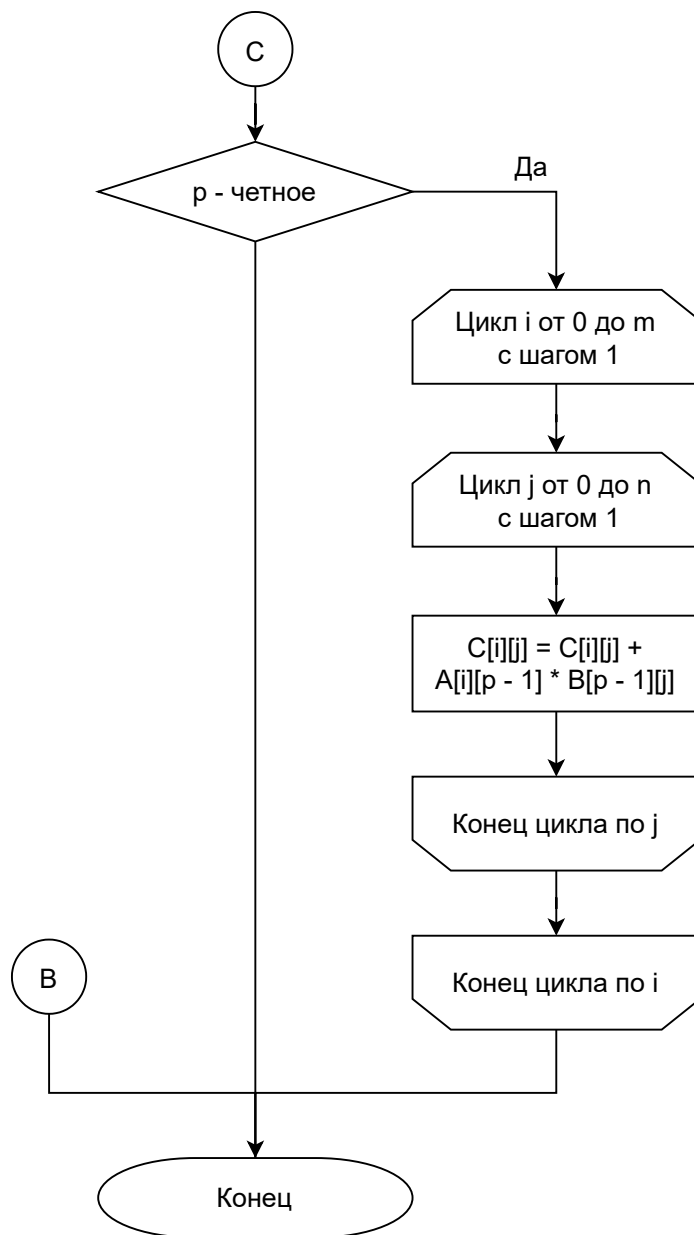 C
p - четное
Да
Цикл i от 0 до m
с шагом 1
Цикл j от 0 до n
с шагом 1
C[i][j] = C[i][j] +
A[i][p - 1] * B[p - 1][j]
Конец цикла по j
B
Конец цикла по i
Конец